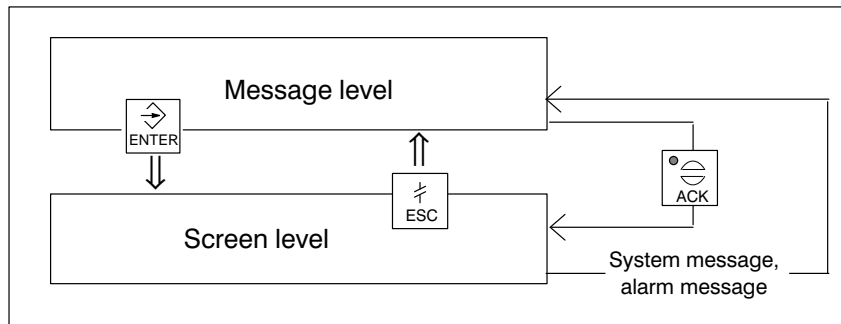 Message level
ENTER
ACK
ESC
Screen level
System message,
alarm message